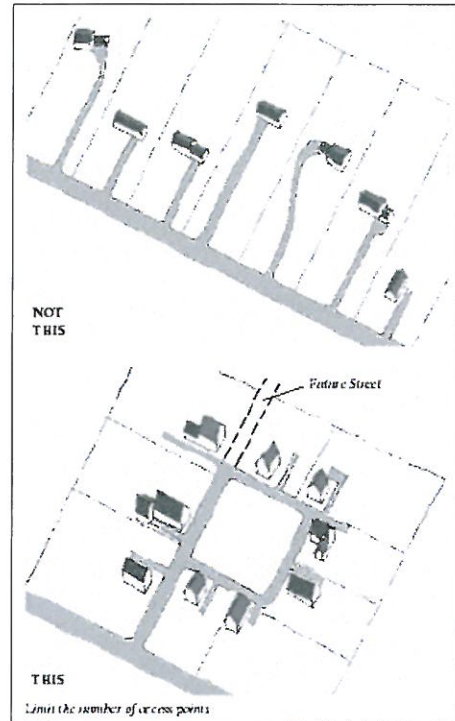 NOT
THIS
Future Street
THIS
Limit the number of access points